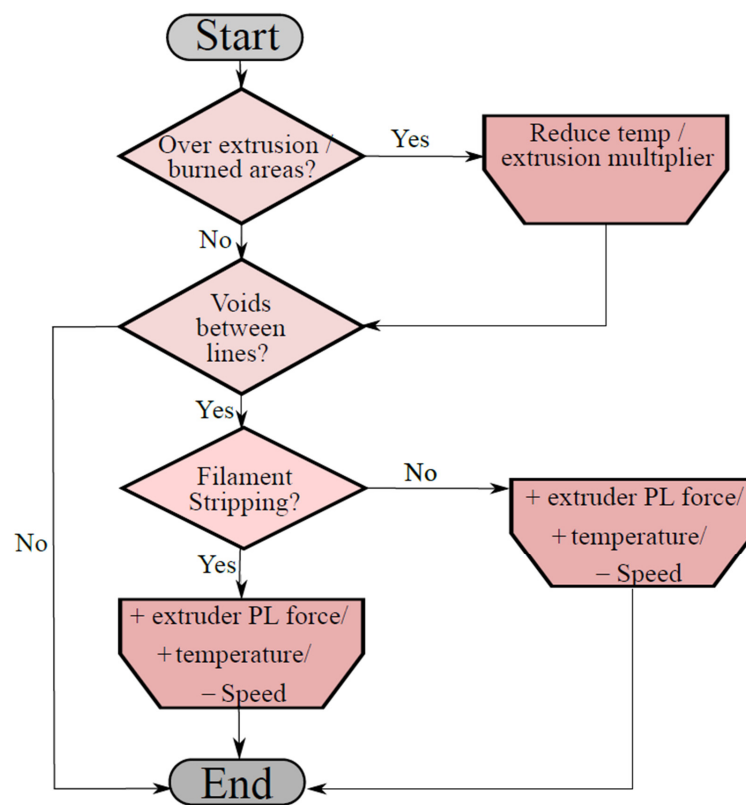 Start
Over extrusion /
burned areas?
Yes
Reduce temp /
extrusion multiplier
No
Voids
between
lines?
Yes
Filament
Stripping?
No
+ extruder PL force/
+ temperature/
– Speed
No
Yes
+ extruder PL force/
+ temperature/
– Speed
End